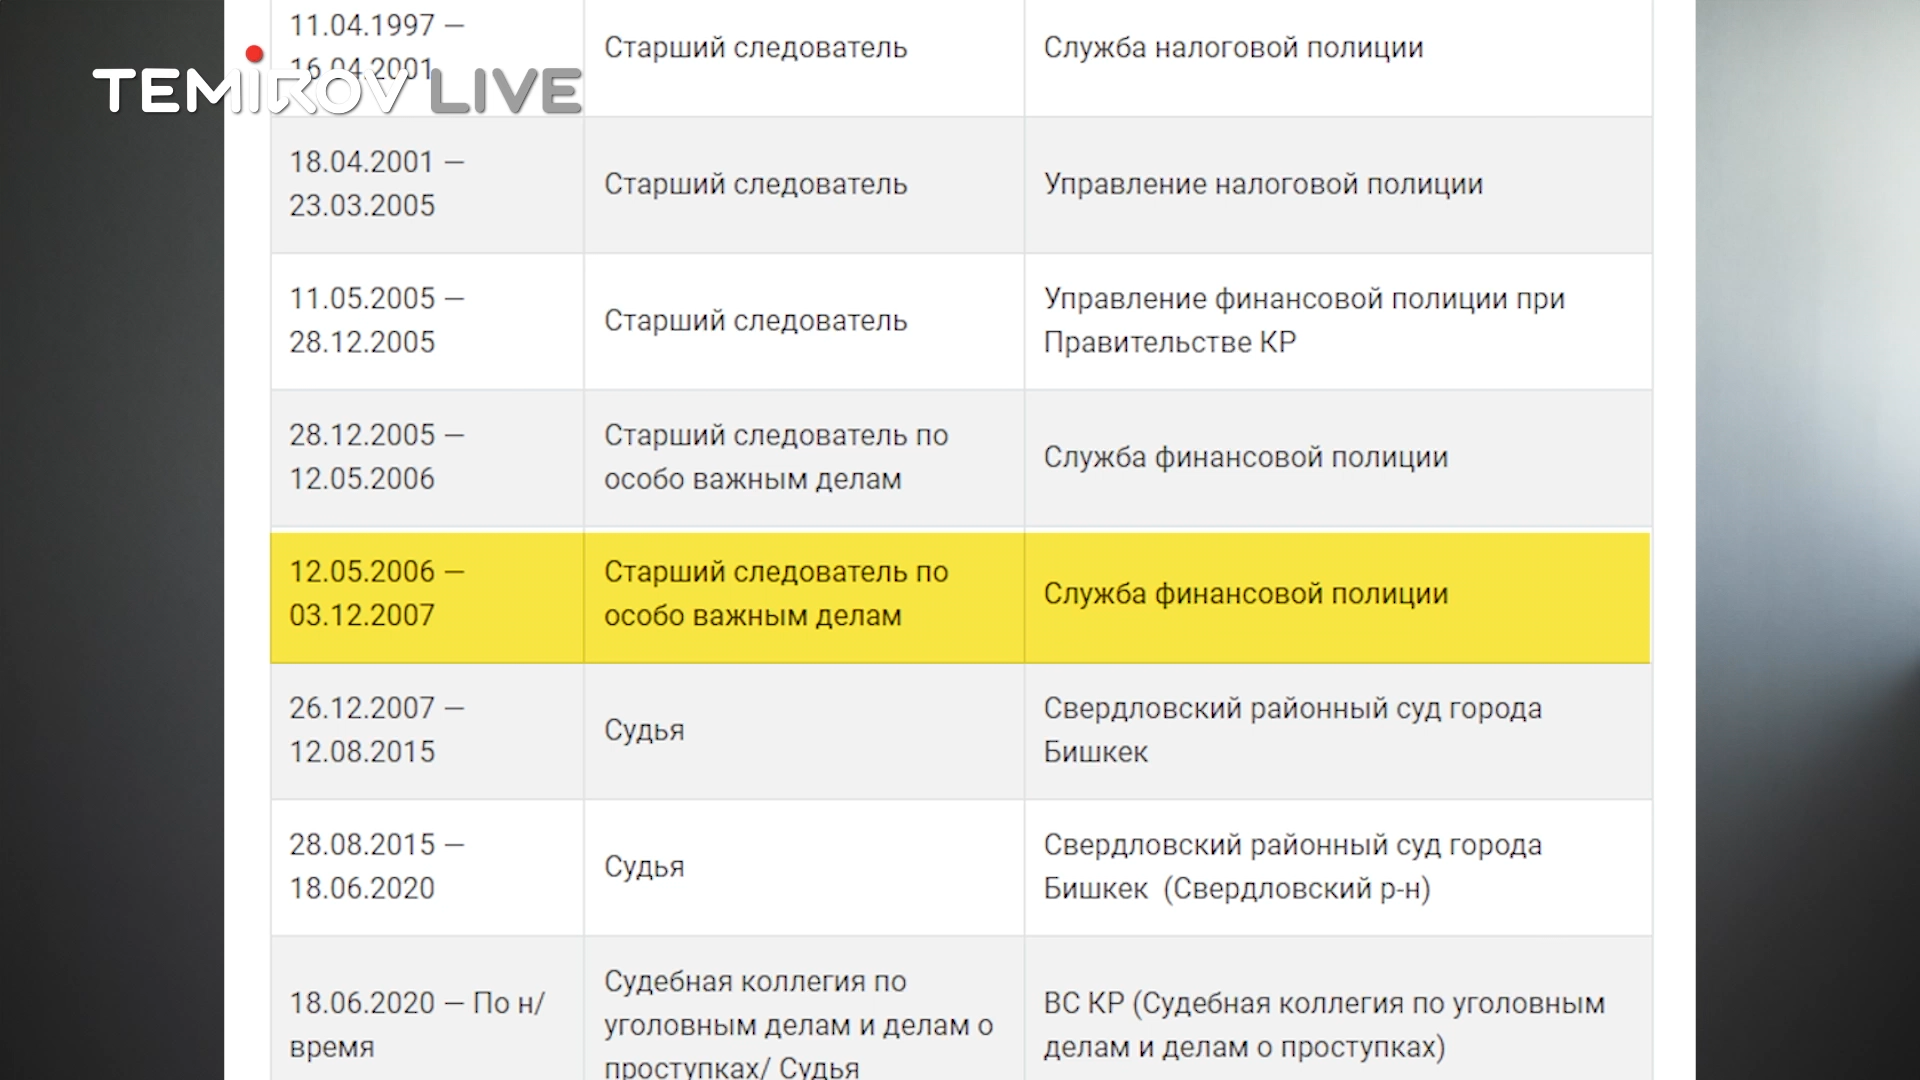 11.04.1997 —
16.04.2001
Старший следователь
Служба налоговой полиции
TEMIROV LIVE
18.04.2001 —
23.03.2005
Старший следователь
Управление налоговой полиции
11.05.2005 —
28.12.2005
Старший следователь
Управление финансовой полиции при
Правительстве КР
28.12.2005 —
12.05.2006
Старший следователь по
особо важным делам
Служба финансовой полиции
12.05.2006 —
03.12.2007
Старший следователь по
особо важным делам
Служба финансовой полиции
26.12.2007 —
12.08.2015
Судья
Свердловский районный суд города
Бишкек
28.08.2015 —
18.06.2020
Судья
Свердловский районный суд города
Бишкек (Свердловский р-н)
18.06.2020 — По н/
время
Судебная коллегия по
уголовным делам и делам о
проступках/ Судья
ВС КР (Судебная коллегия по уголовным
делам и делам о проступках)